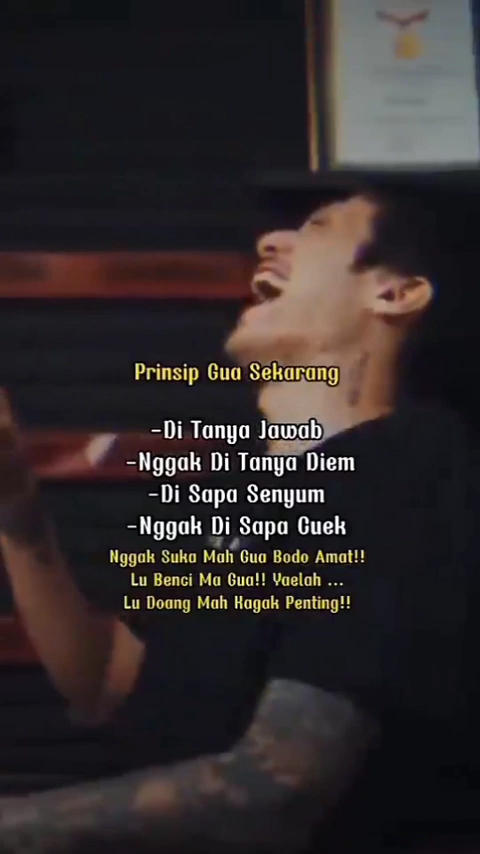 Prinsip Gua Sekarang
-Di Tanya Jawab
-Nggak Di Tanya Diem
-Di Sapa Senyum
-Nggak Di Sapa Cuek
Nggak Suka Mah Gua Bodo Amat!!
Lu Benci Ma Gua!! Yaelah ...
Lu Doang Mah Kagak Penting!!